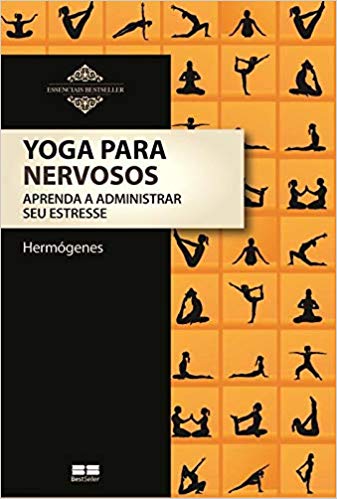 ESSENCIAIS BESTSELLER
YOGA PARA
NERVOSOS
APRENDA A ADMINISTRAR
SEU ESTRESSE
Hermógenes
BestSeller